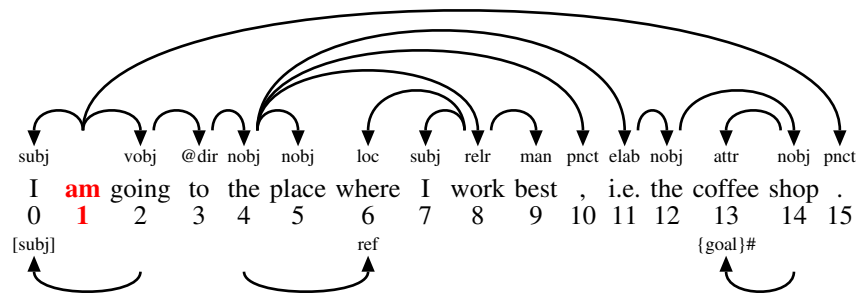 subj vobj @dir nobj nobj loc subj relr man pnct elab nobj attr nobj pnct
I am going to the place where I work best , i.e. the coffee shop .
0 1 2 3 4 5 6 7 8 9 10 11 12 13 14 15
[subj] ref {goal}#